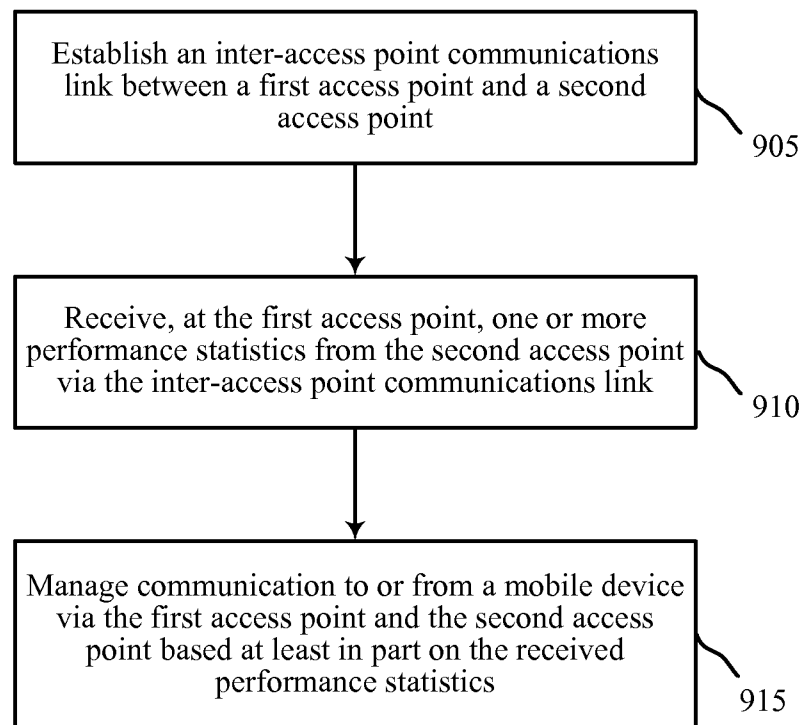 Establish an inter-access point communications
link between a first access point and a second
access point
905
Receive, at the first access point, one or more
performance statistics from the second access point
via the inter-access point communications link
910
Manage communication to or from a mobile device
via the first access point and the second access
point based at least in part on the received
performance statistics
915